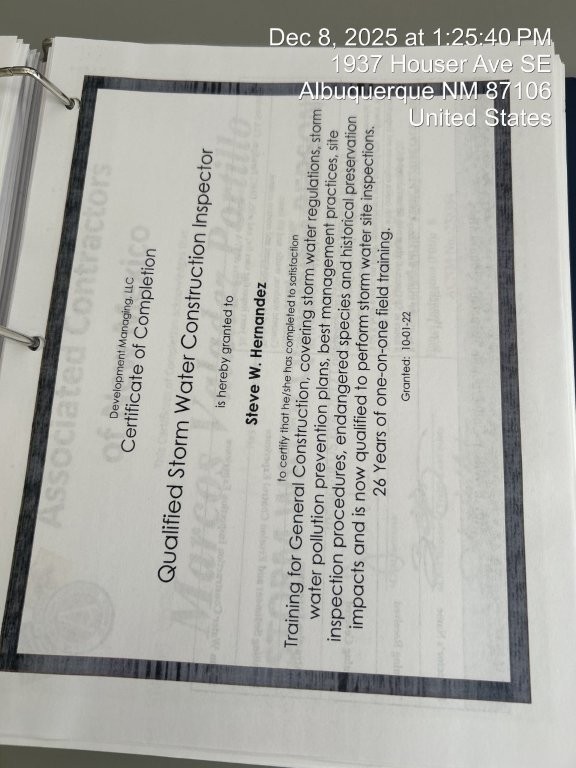 Dec 8, 2025 at 1:25:40 PM
1937 Houser Ave SE
Albuquerque NM 87106
United States
Development Managing, LLC
Certificate of Completion
Qualified Storm Water Construction Inspector
is hereby granted to
Steve W. Hernandez
to certify that he/she has completed to satisfaction
Training for General Construction, covering storm water regulations, storm
water pollution prevention plans, best management practices, site
inspection procedures, endangered species and historical preservation
impacts and is now qualified to perform storm water site inspections.
26 Years of one-on-one field training.
Granted: 10-01-22
Associated Contractors